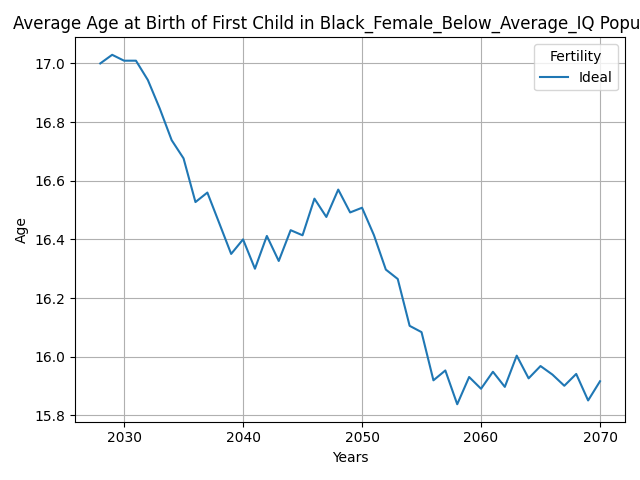 Average Age at Birth of First Child in Black_Female_Below_Average_IQ Popu
Fertility
Ideal
17.0
16.8
16.6
16.4
16.2
16.0
15.8
Age
2030 2040 2050 2060 2070
Years